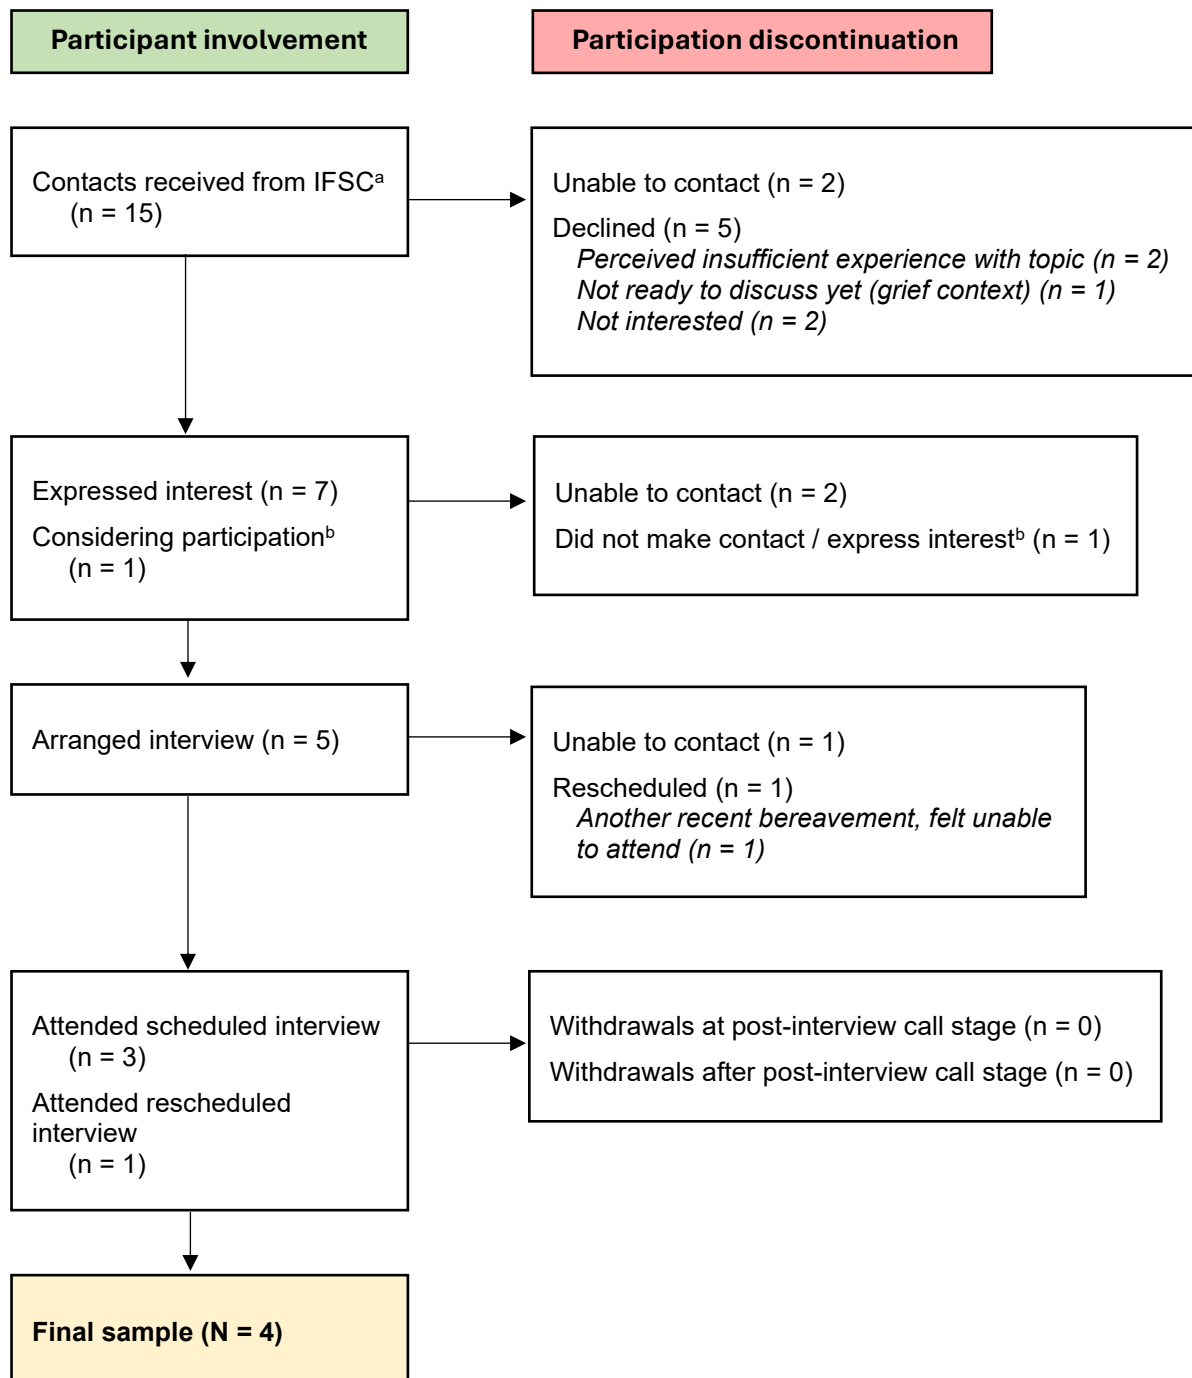 Participant involvement
Participation discontinuation
Contacts received from IFSCᵃ
(n = 15)
Unable to contact (n = 2)
Declined (n = 5)
Perceived insufficient experience with topic (n = 2)
Not ready to discuss yet (grief context) (n = 1)
Not interested (n = 2)
Expressed interest (n = 7)
Considering participationᵇ
(n = 1)
Unable to contact (n = 2)
Did not make contact / express interestᵇ (n = 1)
Arranged interview (n = 5)
Unable to contact (n = 1)
Rescheduled (n = 1)
Another recent bereavement, felt unable
to attend (n = 1)
Attended scheduled interview
(n = 3)
Attended rescheduled
interview
(n = 1)
Withdrawals at post-interview call stage (n = 0)
Withdrawals after post-interview call stage (n = 0)
Final sample (N = 4)